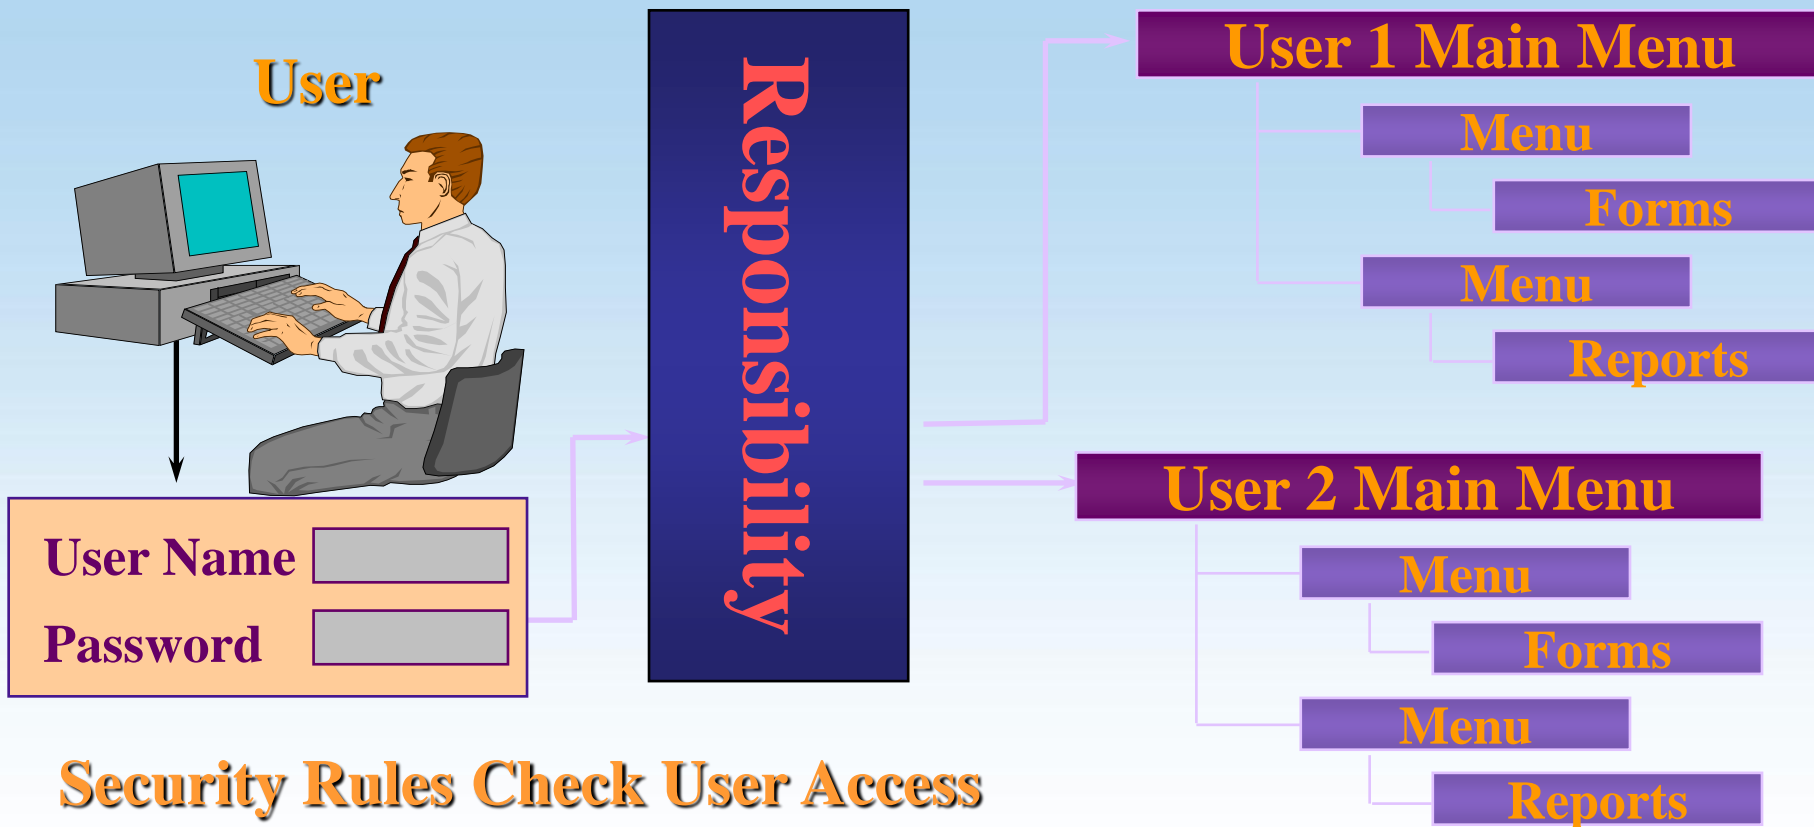 User
User Name
Password
Responsibility
User 1 Main Menu
Menu
Forms
Menu
Reports
User 2 Main Menu
Menu
Forms
Menu
Reports
Security Rules Check User Access